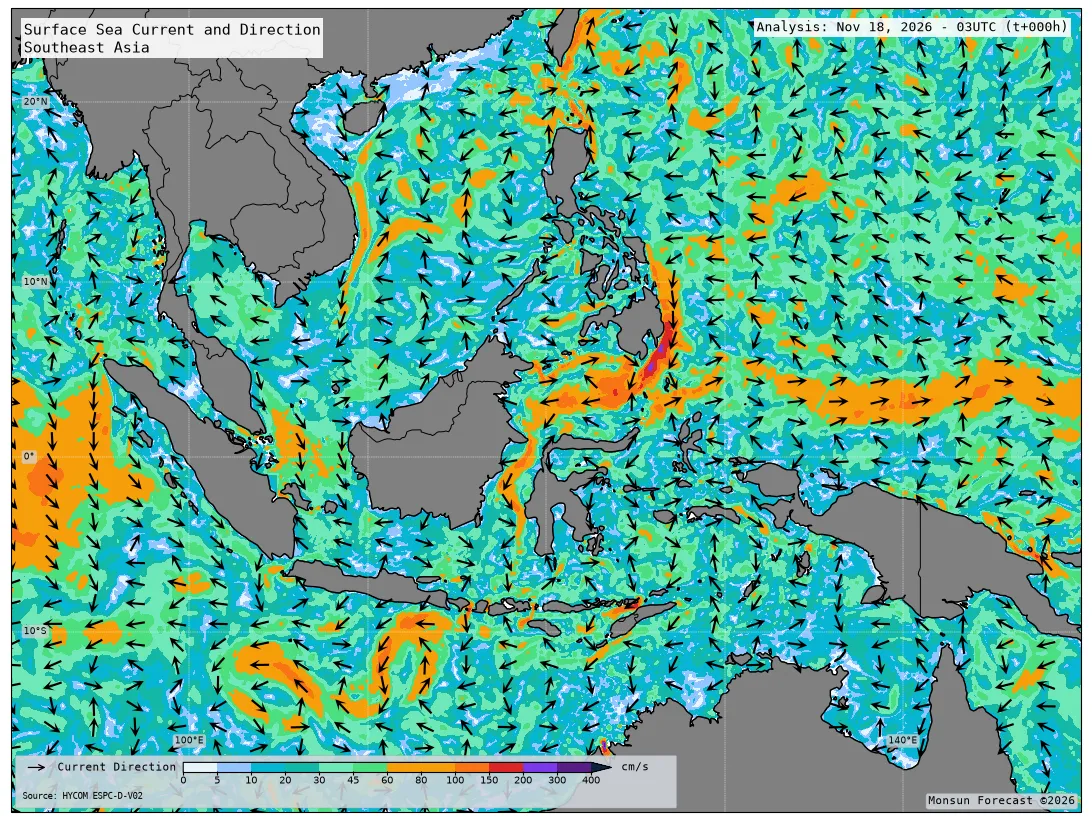 Surface Sea Current and Direction
Southeast Asia
Analysis: Nov 18, 2026 - 03UTC (t+000h)
20°N
10°N
0°
10°S
100°E
140°E
Current Direction
0 5 10 20 30 45 60 80 100 150 200 300 400 cm/s
Source: HYCOM ESPC-D-V02
Monsun Forecast ©2026